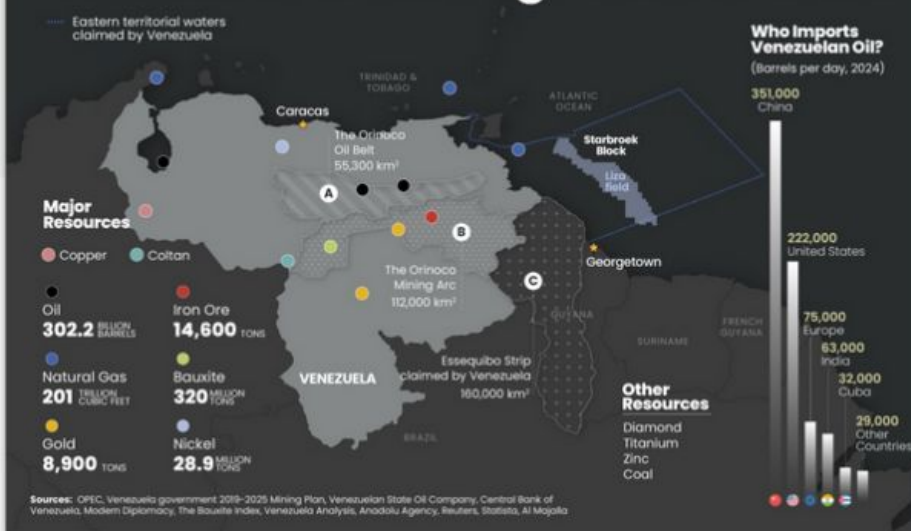 Eastern territorial waters
claimed by Venezuela
TRINIDAD &
TOBAGO
ATLANTIC
OCEAN
Caracas
The Orinoco
Oil Belt
55,300 km²
A
Starbroek
Block
Liza
field
B
Georgetown
The Orinoco
Mining Arc
112,000 km²
C
GUYANA
SURINAME
FRENCH
GUYANA
Essequibo Strip
claimed by Venezuela
160,000 km²
VENEZUELA
BRAZIL
Major
Resources
Copper
Coltan
Oil
302.2 BILLION BARRELS
Iron Ore
14,600 TONS
Natural Gas
201 TRILLION CUBIC FEET
Bauxite
320 MILLION TONS
Gold
8,900 TONS
Nickel
28.9 MILLION TONS
Other
Resources
Diamond
Titanium
Zinc
Coal
Who Imports
Venezuelan Oil?
(Barrels per day, 2024)
351,000
China
222,000
United States
75,000
Europe
63,000
India
32,000
Cuba
29,000
Other
Countries
Sources: OPEC, Venezuela government 2019-2025 Mining Plan, Venezuelan State Oil Company, Central Bank of
Venezuela, Modern Diplomacy, The Bauxite Index, Venezuela Analysis, Anadolu Agency, Reuters, Statista, Al Majalla